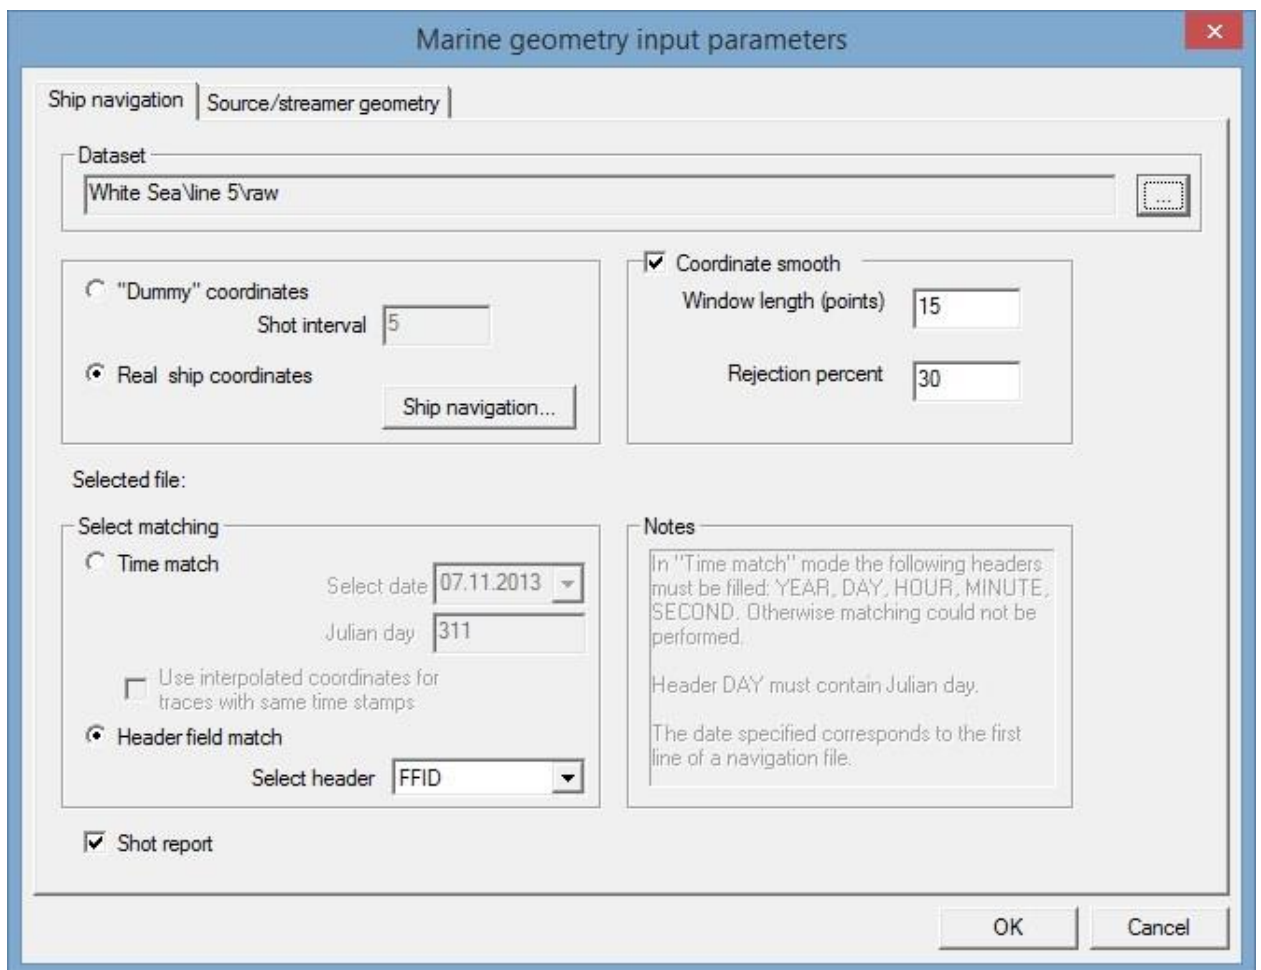 Marine geometry input parameters
Ship navigation
Source/streamer geometry
Dataset
White Sea\line 5\raw
...
"Dummy" coordinates
Shot interval
5
Real ship coordinates
Ship navigation...
Coordinate smooth
Window length (points)
15
Rejection percent
30
Selected file:
Select matching
Time match
Select date
07.11.2013
Julian day
311
Use interpolated coordinates for
traces with same time stamps
Header field match
Select header
FFID
Notes
In "Time match" mode the following headers
must be filled: YEAR, DAY, HOUR, MINUTE,
SECOND. Otherwise matching could not be
performed.
Header DAY must contain Julian day.
The date specified corresponds to the first
line of a navigation file.
Shot report
OK
Cancel